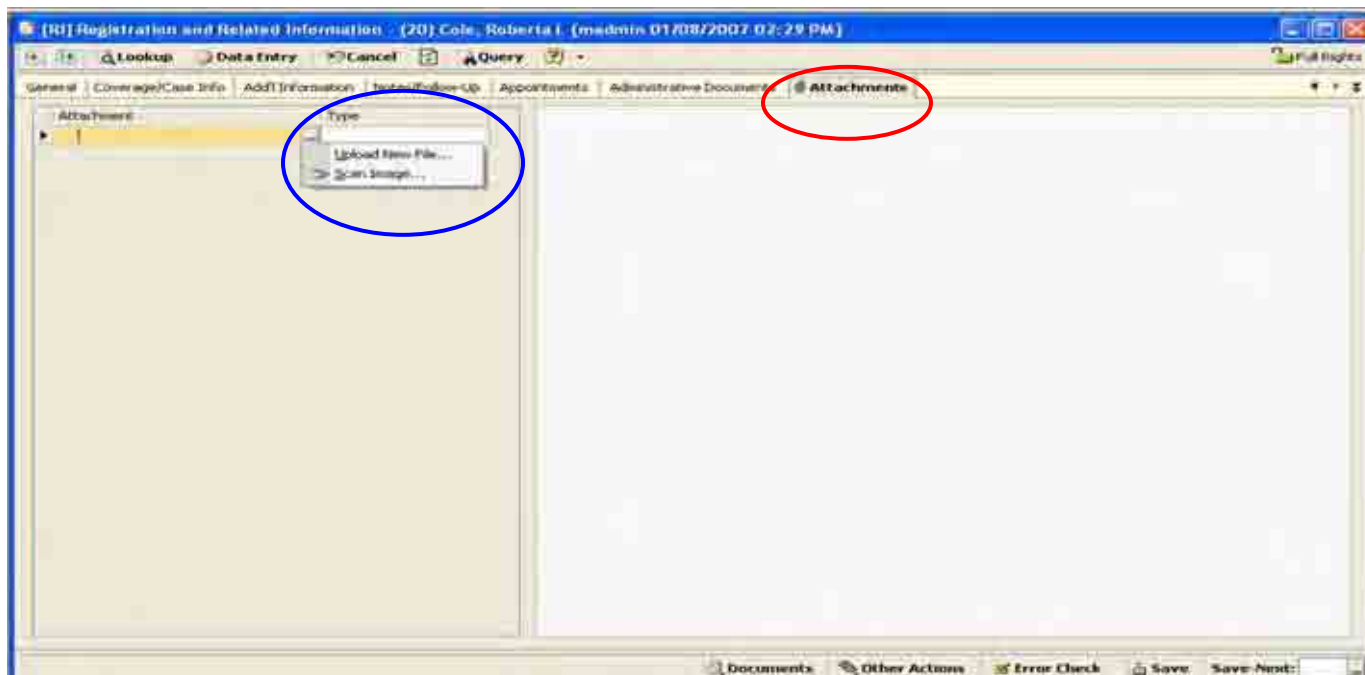 [RI] Registration and Related Information - (20) Cole, Roberta L (madmin 01/08/2007 02:29 PM)
Lookup Data Entry Cancel Query Full Rights
General Coverage/Case Info Add'l Information Notes/Follow-Up Appointments Administrative Documents Attachments
Attachment Type
Upload New File...
Scan Image...
Documents Other Actions Error Check Save Save-Next: